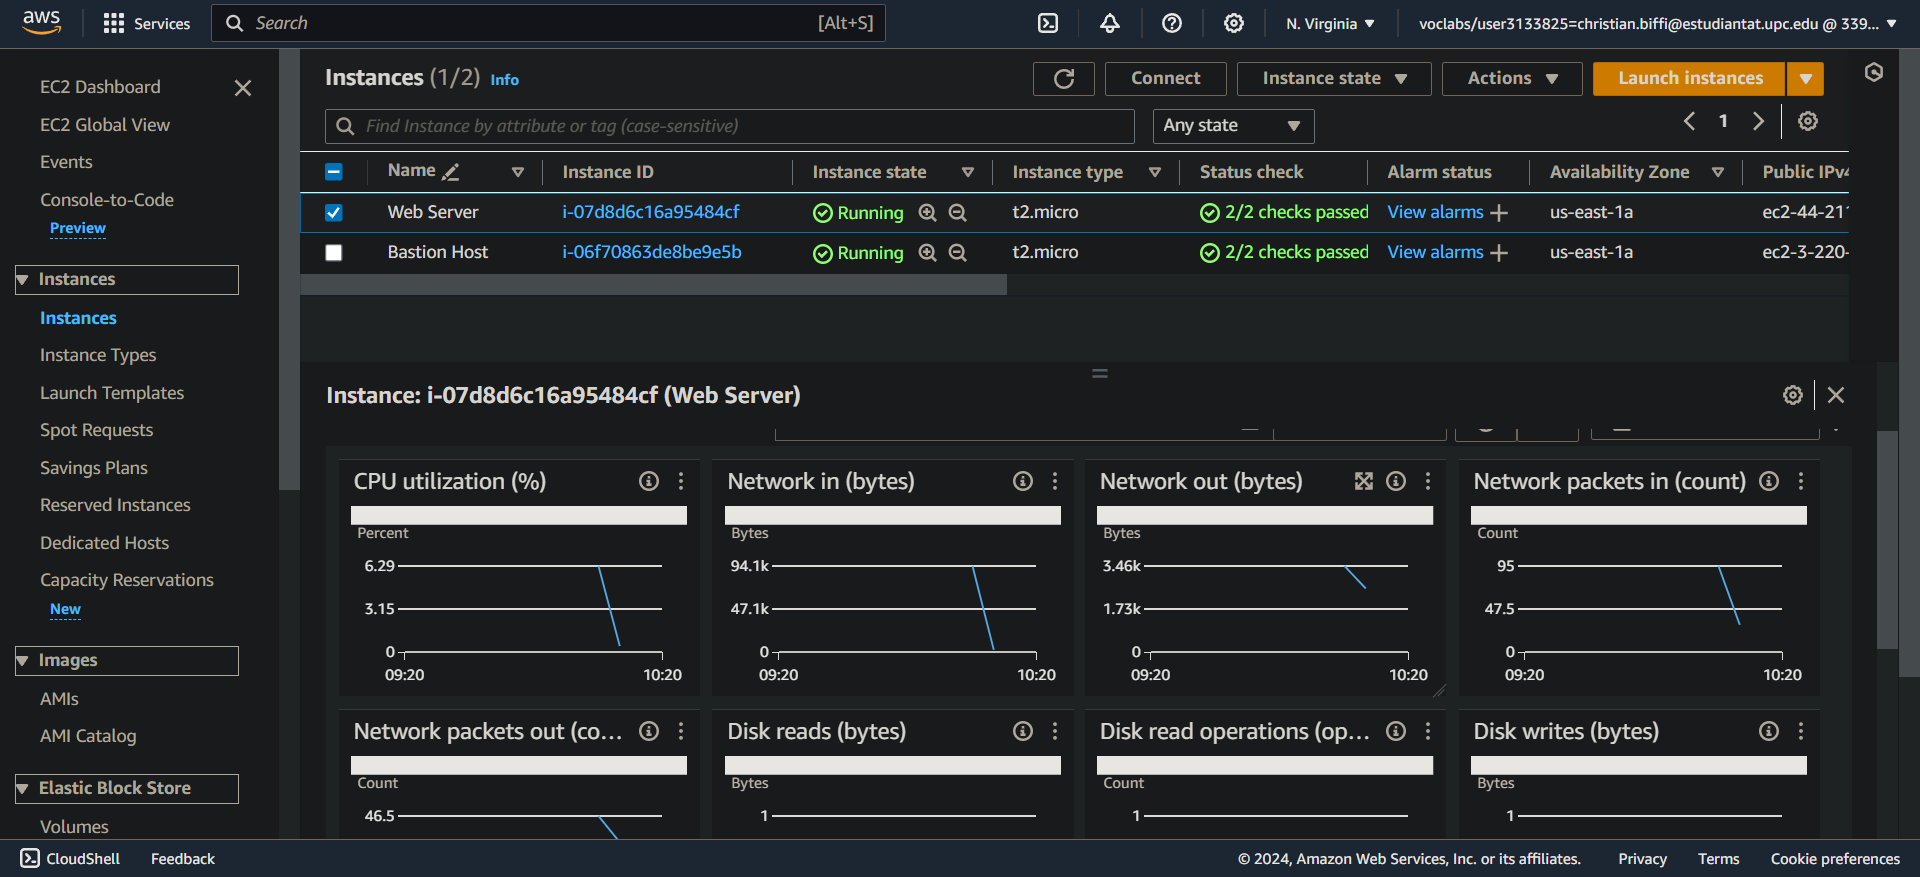 aws
Services
Search
[Alt+S]
N. Virginia
voclabs/user3133825=christian.biffi@estudiantat.upc.edu @ 339...
EC2 Dashboard
EC2 Global View
Events
Console-to-Code
Preview
Instances
Instances
Instance Types
Launch Templates
Spot Requests
Savings Plans
Reserved Instances
Dedicated Hosts
Capacity Reservations
New
Images
AMIs
AMI Catalog
Elastic Block Store
Volumes
Instances (1/2) Info
Connect
Instance state
Actions
Launch instances
Find Instance by attribute or tag (case-sensitive)
Any state
1
Name Instance ID Instance state Instance type Status check Alarm status Availability Zone Public IPv4
Web Server i-07d8d6c16a95484cf Running t2.micro 2/2 checks passed View alarms us-east-1a ec2-44-211
Bastion Host i-06f70863de8be9e5b Running t2.micro 2/2 checks passed View alarms us-east-1a ec2-3-220-
Instance: i-07d8d6c16a95484cf (Web Server)
CPU utilization (%)
Percent
6.29
3.15
0
09:20 10:20
Network in (bytes)
Bytes
94.1k
47.1k
0
09:20 10:20
Network out (bytes)
Bytes
3.46k
1.73k
0
09:20 10:20
Network packets in (count)
Count
95
47.5
0
09:20 10:20
Network packets out (co...
Count
46.5
Disk reads (bytes)
Bytes
1
Disk read operations (op...
Count
1
Disk writes (bytes)
Bytes
1
CloudShell
Feedback
© 2024, Amazon Web Services, Inc. or its affiliates.
Privacy
Terms
Cookie preferences